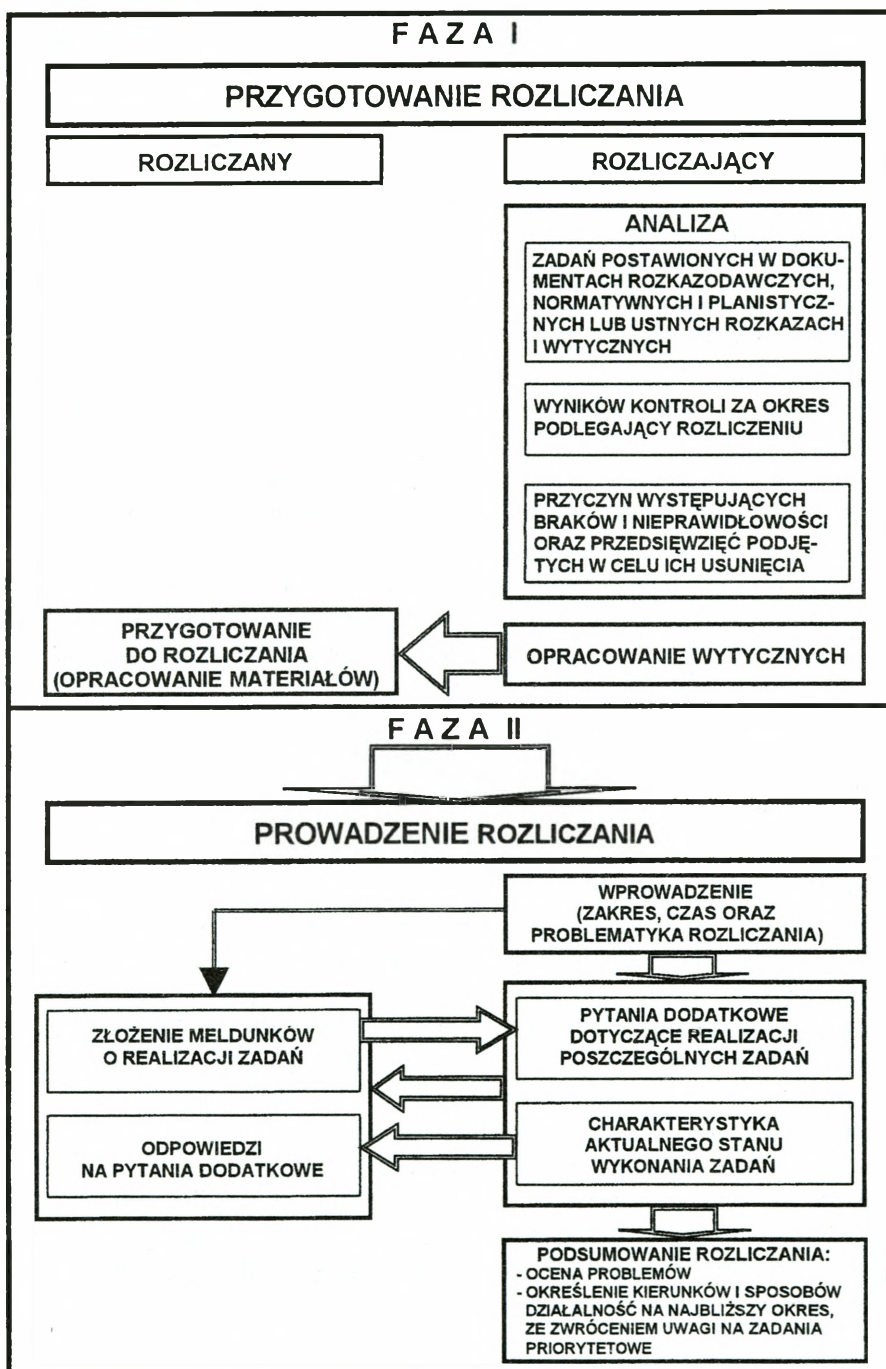 FAZA I
PRZYGOTOWANIE ROZLICZANIA
ROZLICZANY
ROZLICZAJĄCY
ANALIZA
ZADAŃ POSTAWIONYCH W DOKU-
MENTACH ROZKAZODAWCZYCH,
NORMATYWNYCH I PLANISTYCZ-
NYCH LUB USTNYCH ROZKAZACH
I WYTYCZNYCH
WYNIKÓW KONTROLI ZA OKRES
PODLEGAJĄCY ROZLICZENIU
PRZYCZYN WYSTĘPUJĄCYCH
BRAKÓW I NIEPRAWIDŁOWOŚCI
ORAZ PRZEDSIĘWZIĘĆ PODJĘ-
TYCH W CELU ICH USUNIĘCIA
PRZYGOTOWANIE
DO ROZLICZANIA
(OPRACOWANIE MATERIAŁÓW)
OPRACOWANIE WYTYCZNYCH
FAZA II
PROWADZENIE ROZLICZANIA
WPROWADZENIE
(ZAKRES, CZAS ORAZ
PROBLEMATYKA ROZLICZANIA)
ZŁOŻENIE MELDUNKÓW
O REALIZACJI ZADAŃ
PYTANIA DODATKOWE
DOTYCZĄCE REALIZACJI
POSZCZEGÓLNYCH ZADAŃ
ODPOWIEDZI
NA PYTANIA DODATKOWE
CHARAKTERYSTYKA
AKTUALNEGO STANU
WYKONANIA ZADAŃ
PODSUMOWANIE ROZLICZANIA:
- OCENA PROBLEMÓW
- OKREŚLENIE KIERUNKÓW I SPOSOBÓW
DZIAŁALNOŚĆ NA NAJBLIŻSZY OKRES,
ZE ZWRÓCENIEM UWAGI NA ZADANIA
PRIORYTETOWE